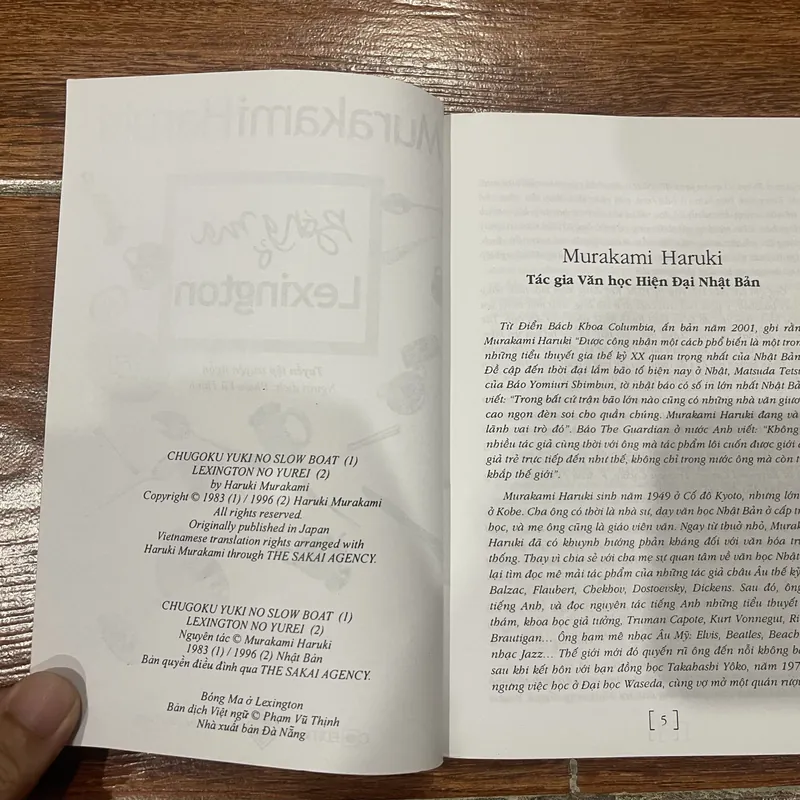 CHUGOKU YUKI NO SLOW BOAT (1)
LEXINGTON NO YUREI (2)
by Haruki Murakami
Copyright © 1983 (1) / 1996 (2) Haruki Murakami
All rights reserved.
Originally published in Japan
Vietnamese translation rights arranged with
Haruki Murakami through THE SAKAI AGENCY.
CHUGOKU YUKI NO SLOW BOAT (1)
LEXINGTON NO YUREI (2)
Nguyên tác © Murakami Haruki
1983 (1) / 1996 (2) Nhật Bản
Bản quyền điều đình qua THE SAKAI AGENCY.
Bóng Ma ở Lexington
Bản dịch Việt ngữ © Phạm Vũ Thịnh
Nhà xuất bản Đà Nẵng
Murakami Haruki
Tác gia Văn học Hiện Đại Nhật Bản
Từ Điển Bách Khoa Columbia, ấn bản năm 2001, ghi rằn
Murakami Haruki “Được công nhận một cách phổ biến là một tron
những tiểu thuyết gia thế kỷ XX quan trọng nhất của Nhật Bản
Đề cập đến thời đại lắm bão tố hiện nay ở Nhật, Matsuda Tetsu
của Báo Yomiuri Shimbun, tờ nhật báo có số in lớn nhất Nhật Bả
viết: “Trong bất cứ trận bão lớn nào cũng có những nhà văn giươ
cao ngọn đèn soi cho quần chúng. Murakami Haruki đang và
lãnh vai trò đó”. Báo The Guardian ở nước Anh viết: “Không
nhiều tác giả cùng thời với ông mà tác phẩm lôi cuốn được giới đ
giả trẻ trực tiếp đến như thế, không chỉ trong nước ông mà còn t
khắp thế giới”.
Murakami Haruki sinh năm 1949 ở Cố đô Kyoto, nhưng lớn
ở Kobe. Cha ông có thời là nhà sư, dạy văn học Nhật Bản ở cấp tr
học, và mẹ ông cũng là giáo viên văn. Ngay từ thuở nhỏ, Murak
Haruki đã có khuynh hướng phản kháng đối với văn hóa tru
thống. Thay vì chia sẻ với cha mẹ sự quan tâm về văn học Nhật
lại tìm đọc mê mải tác phẩm của những tác giả châu Âu thế kỷ
Balzac, Flaubert, Chekhov, Dostoevsky, Dickens. Sau đó, ông
tiếng Anh, và đọc nguyên tác tiếng Anh những tiểu thuyết
thám, khoa học giả tưởng, Truman Capote, Kurt Vonnegut, Ri
Brautigan... Ông ham mê nhạc Âu Mỹ: Elvis, Beatles, Beach
nhạc Jazz... Thế giới mới đó quyến rũ ông đến nỗi không b
sau khi kết hôn với bạn đồng học Takahashi Yôko, năm 197
ngưng việc học ở Đại học Waseda, cùng vợ mở một quán rượu
[ 5 ]